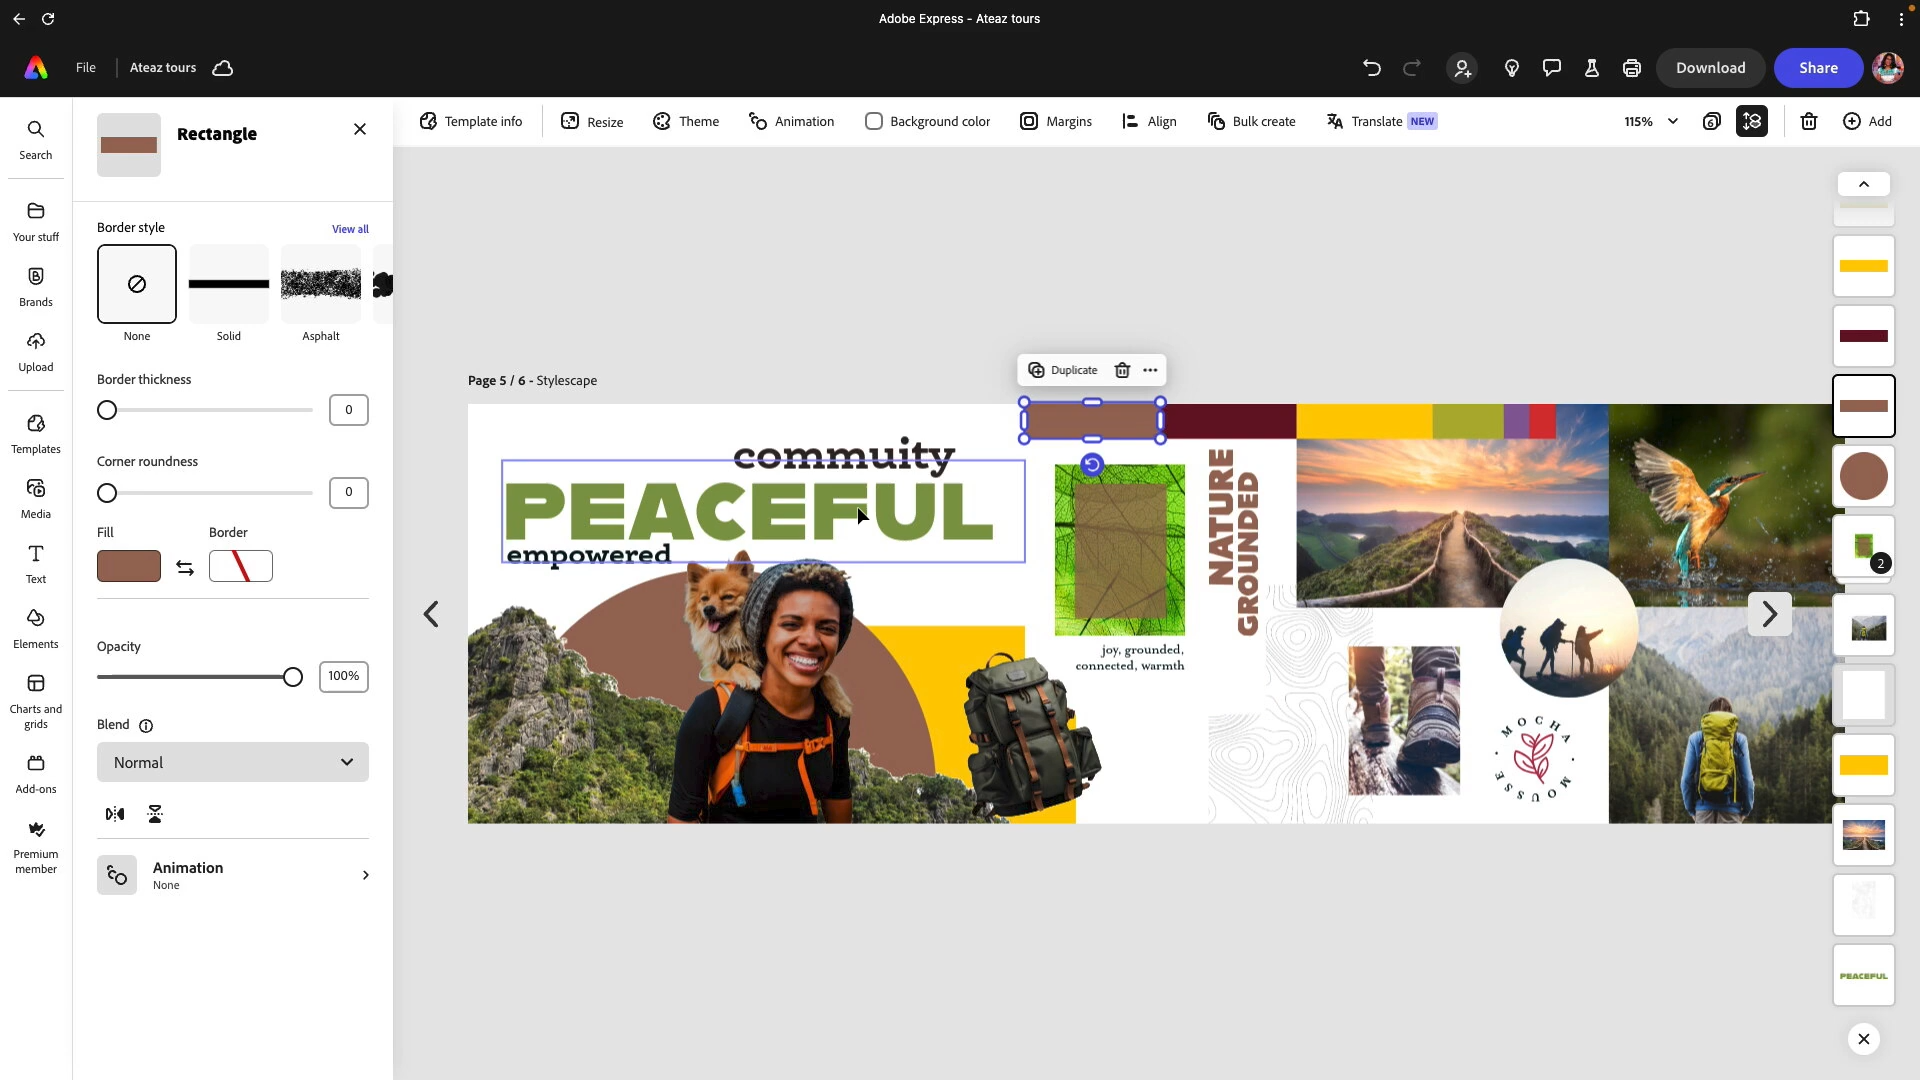 Adobe Express - Ateaz tours
File
Ateaz tours
Download
Share
Search
Your stuff
Brands
Upload
Templates
Media
Text
Elements
Charts and
grids
Add-ons
Premium
member
Rectangle
Border style
View all
None
Solid
Asphalt
Border thickness
0
Corner roundness
0
Fill
Border
Opacity
100%
Blend
Normal
Animation
None
Template info
Resize
Theme
Animation
Background color
Margins
Align
Bulk create
Translate NEW
115%
6
Add
Page 5 / 6 - Stylescape
Duplicate
commuity
PEACEFUL
empowered
joy, grounded,
connected, warmth
NATURE
GROUNDED
MOCHA
MOUSSE
2
PEACEFUL